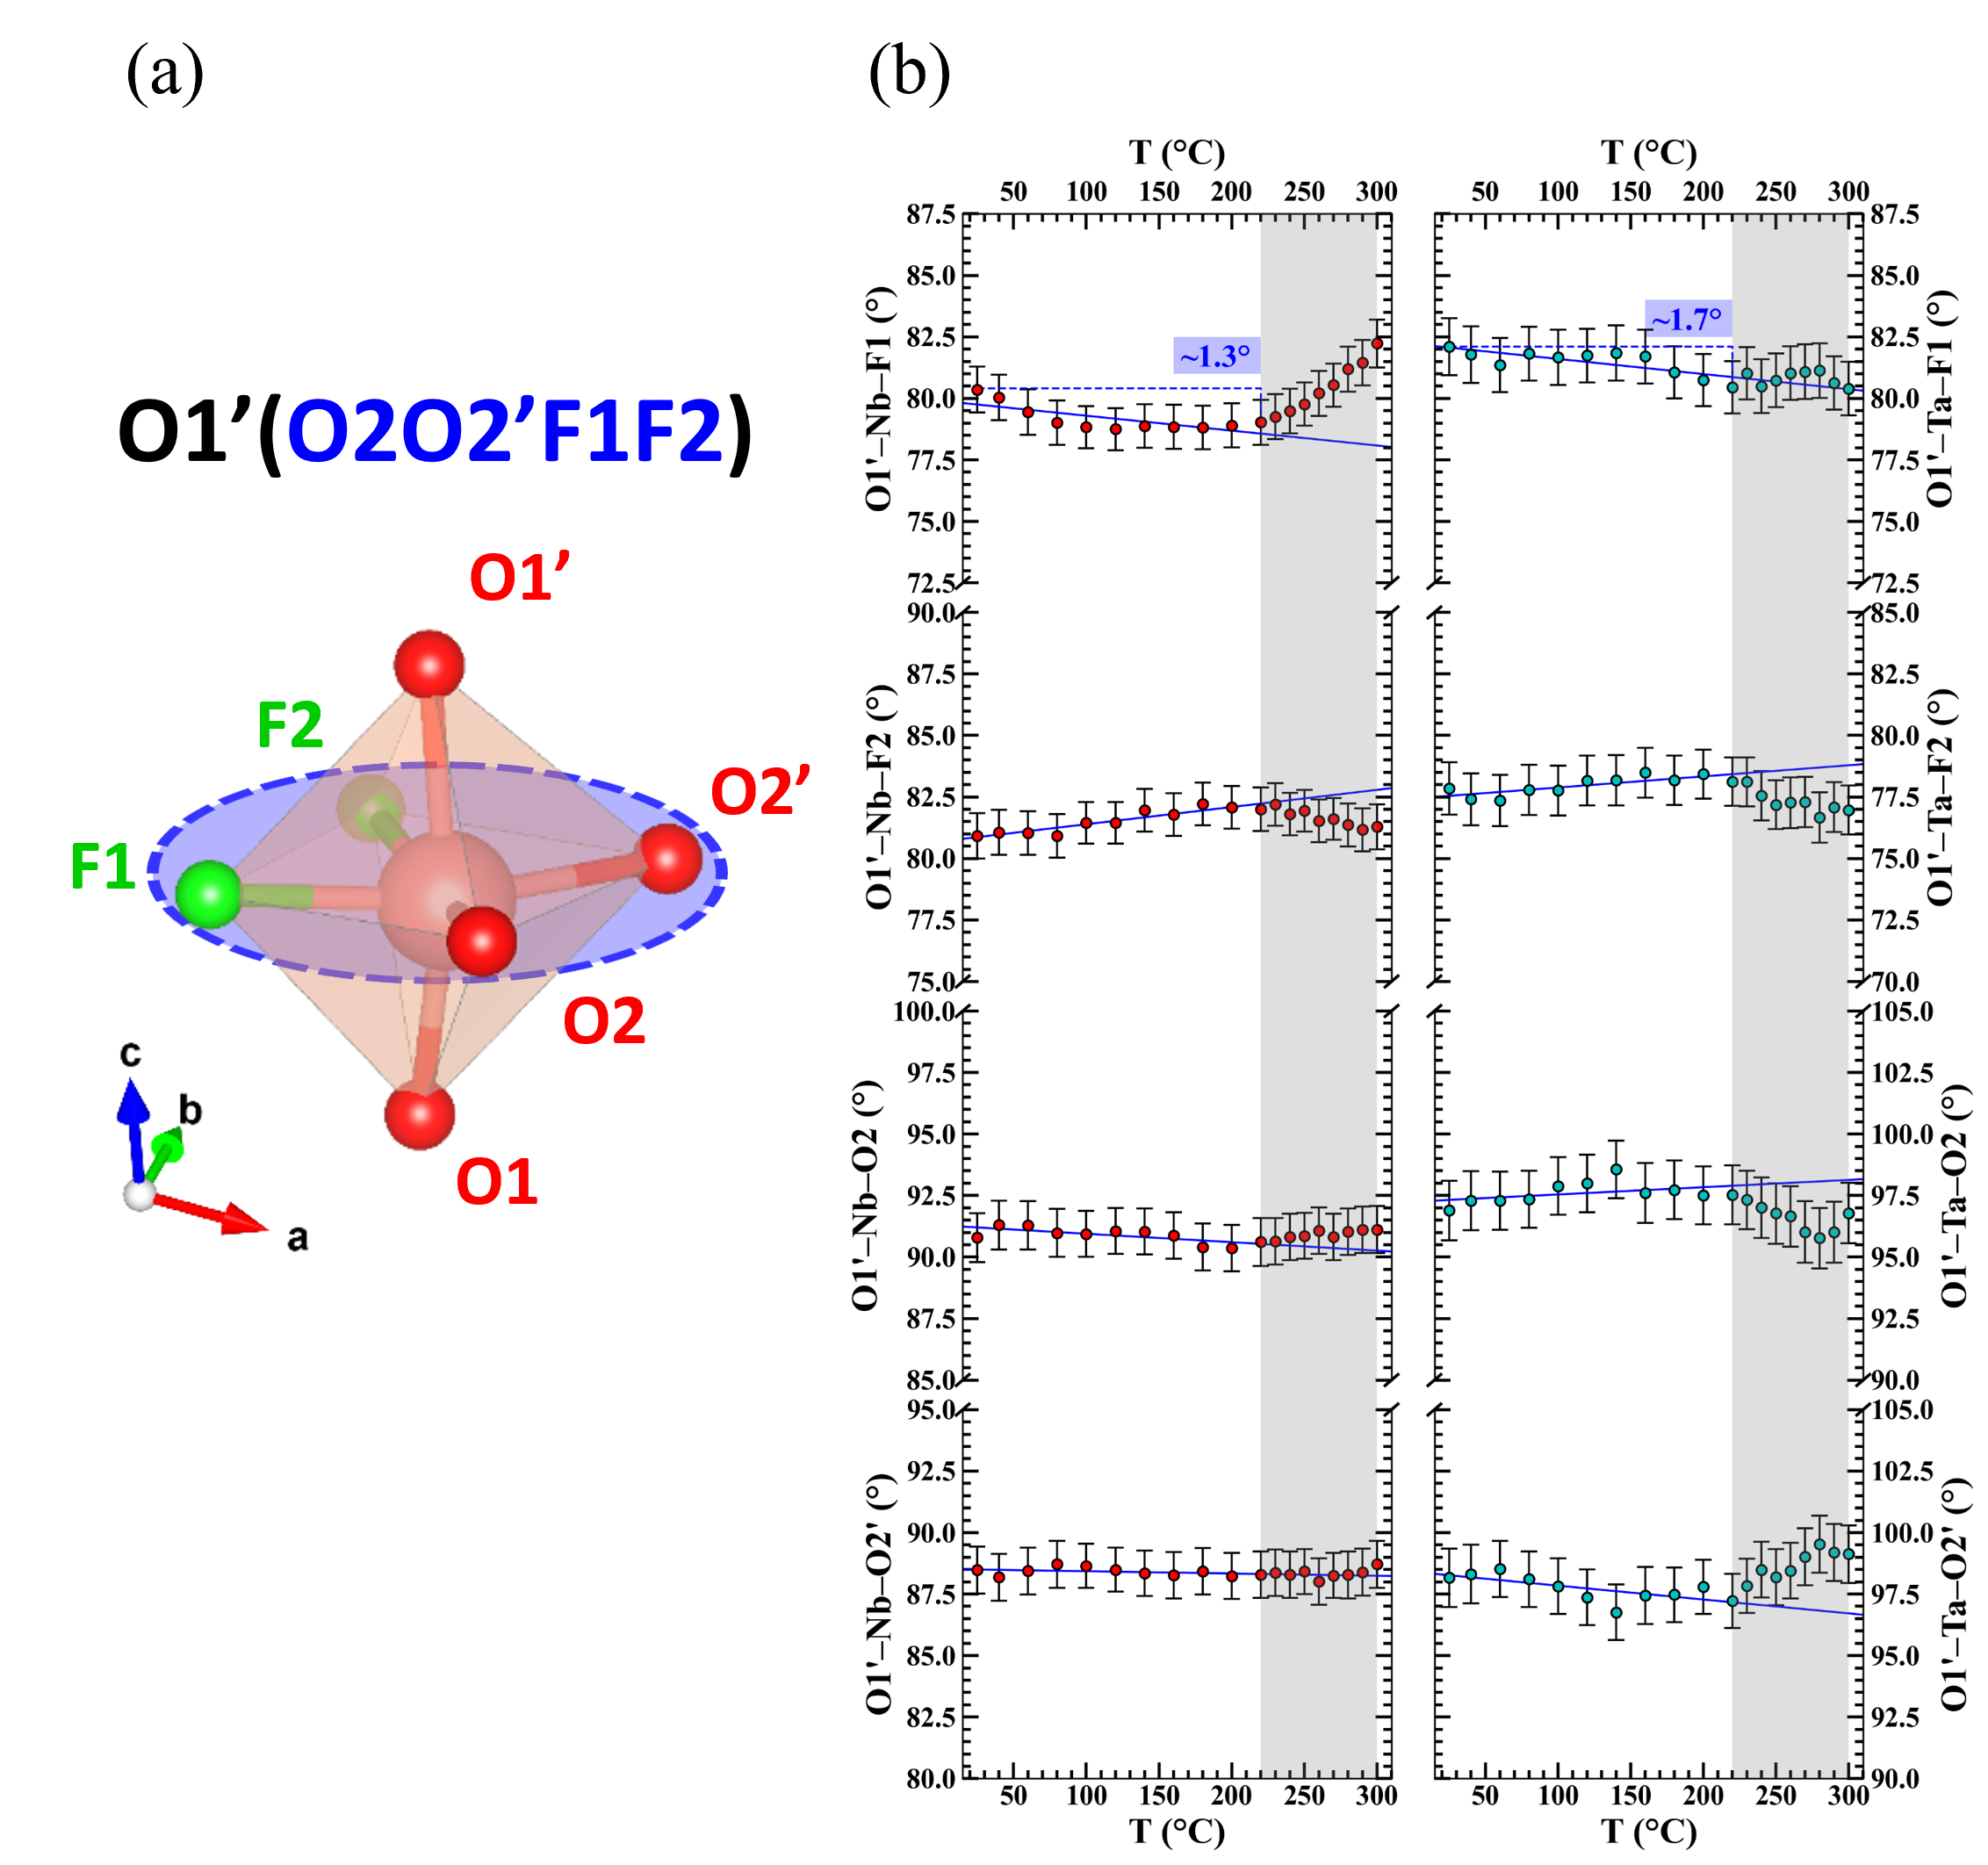 (a)
(b)
O1’(O2O2’F1F2)
O1’
F2
O2’
F1
O2
O1
c
b
a
T (°C)
T (°C)
50 100 150 200 250 300
50 100 150 200 250 300
O1'–Nb–F1 (°)
87.5
85.0
82.5
80.0
77.5
75.0
72.5
~1.3°
~1.7°
87.5
85.0
82.5
80.0
77.5
75.0
72.5
O1'–Ta–F1 (°)
O1'–Nb–F2 (°)
90.0
87.5
85.0
82.5
80.0
77.5
75.0
85.0
82.5
80.0
77.5
75.0
72.5
70.0
O1'–Ta–F2 (°)
O1'–Nb–O2 (°)
100.0
97.5
95.0
92.5
90.0
87.5
85.0
105.0
102.5
100.0
97.5
95.0
92.5
90.0
O1'–Ta–O2 (°)
O1'–Nb–O2' (°)
95.0
92.5
90.0
87.5
85.0
82.5
80.0
105.0
102.5
100.0
97.5
95.0
92.5
90.0
O1'–Ta–O2' (°)
50 100 150 200 250 300
50 100 150 200 250 300
T (°C)
T (°C)